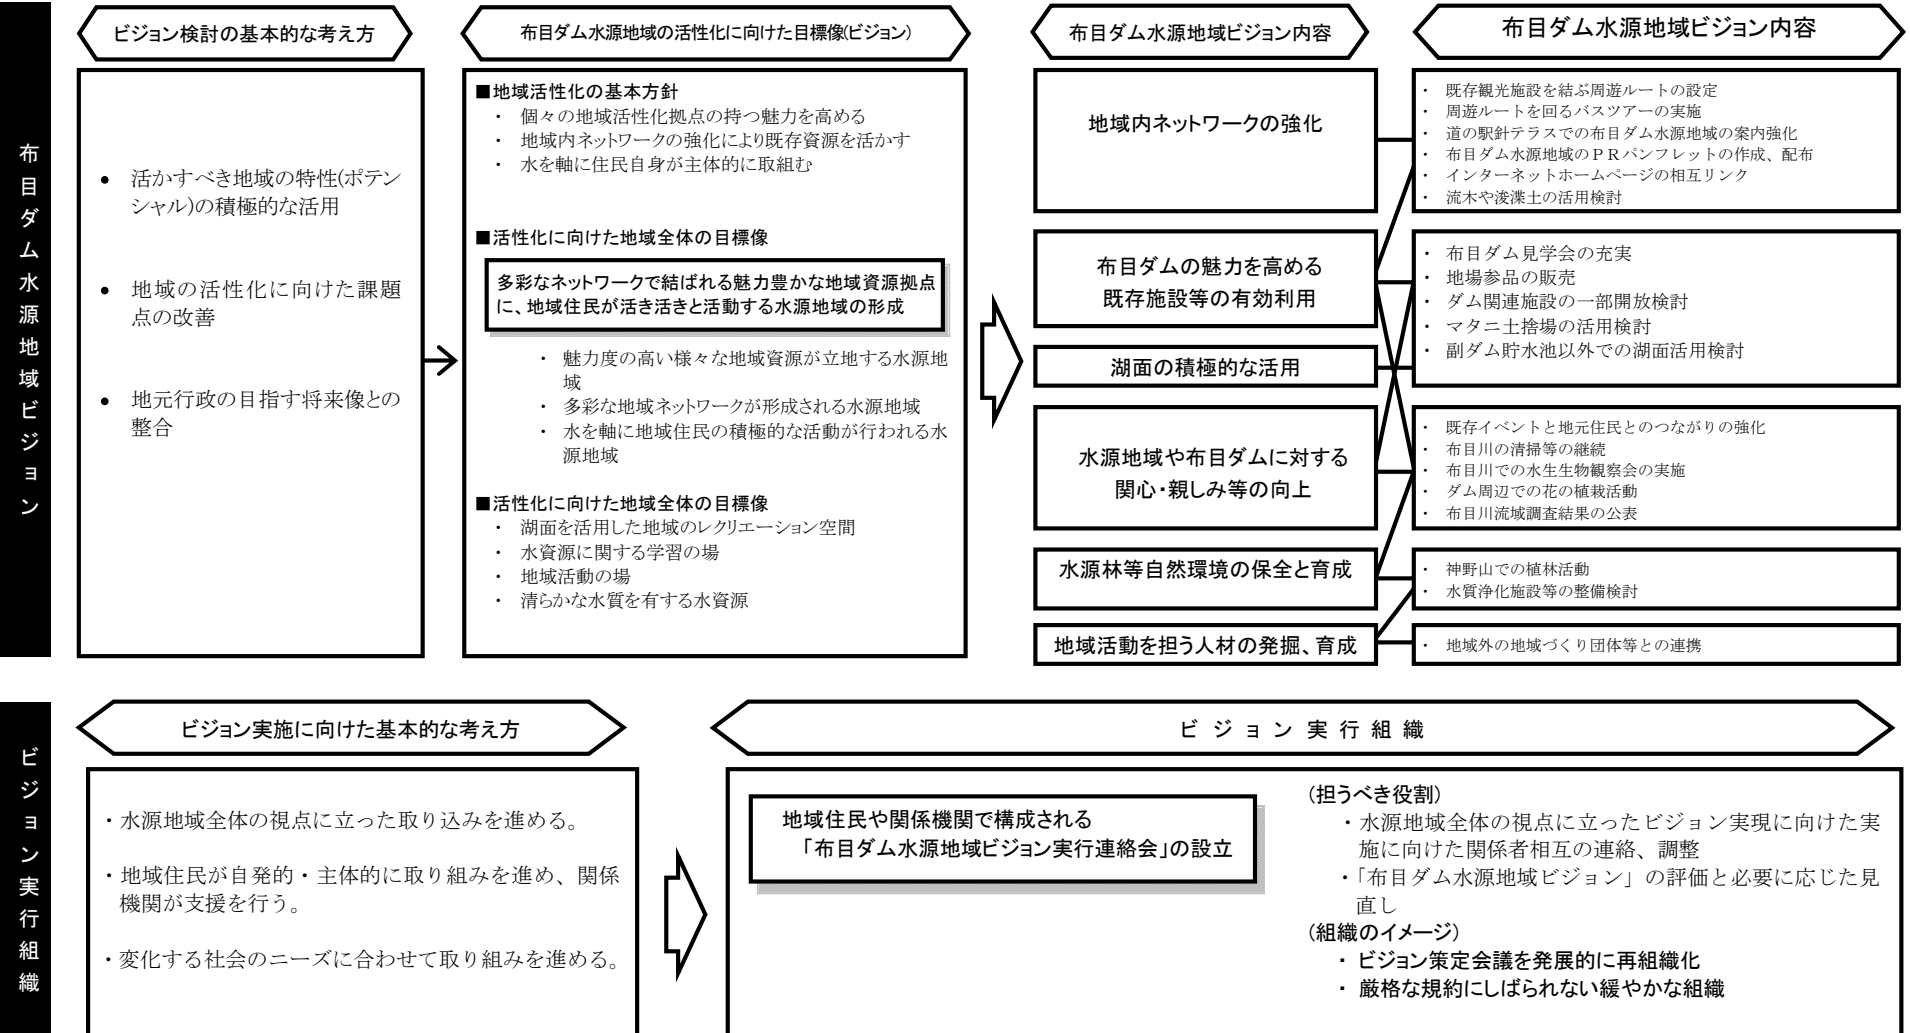 布目ダム水源地域ビジョン
ビジョン検討の基本的な考え方
● 活かすべき地域の特性(ポテン
シャル)の積極的な活用
● 地域の活性化に向けた課題
点の改善
● 地元行政の目指す将来像との
整合
布目ダム水源地域の活性化に向けた目標像(ビジョン)
■地域活性化の基本方針
・ 個々の地域活性化拠点の持つ魅力を高める
・ 地域内ネットワークの強化により既存資源を活かす
・ 水を軸に住民自身が主体的に取組む
■活性化に向けた地域全体の目標像
多彩なネットワークで結ばれる魅力豊かな地域資源拠点
に、地域住民が活き活きと活動する水源地域の形成
・ 魅力度の高い様々な地域資源が立地する水源地
域
・ 多彩な地域ネットワークが形成される水源地域
・ 水を軸に地域住民の積極的な活動が行われる水
源地域
■活性化に向けた地域全体の目標像
・ 湖面を活用した地域のレクリエーション空間
・ 水資源に関する学習の場
・ 地域活動の場
・ 清らかな水質を有する水資源
布目ダム水源地域ビジョン内容
地域内ネットワークの強化
布目ダムの魅力を高める
既存施設等の有効利用
湖面の積極的な活用
水源地域や布目ダムに対する
関心・親しみ等の向上
水源林等自然環境の保全と育成
地域活動を担う人材の発掘、育成
布目ダム水源地域ビジョン内容
・ 既存観光施設を結ぶ周遊ルートの設定
・ 周遊ルートを回るバスツアーの実施
・ 道の駅針テラスでの布目ダム水源地域の案内強化
・ 布目ダム水源地域のPRパンフレットの作成、配布
・ インターネットホームページの相互リンク
・ 流木や浚渫土の活用検討
・ 布目ダム見学会の充実
・ 地場参品の販売
・ ダム関連施設の一部開放検討
・ マタニ土捨場の活用検討
・ 副ダム貯水池以外での湖面活用検討
・ 既存イベントと地元住民とのつながりの強化
・ 布目川の清掃等の継続
・ 布目川での水生生物観察会の実施
・ ダム周辺での花の植栽活動
・ 布目川流域調査結果の公表
・ 神野山での植林活動
・ 水質浄化施設等の整備検討
・ 地域外の地域づくり団体等との連携
ビジョン実行組織
ビジョン実施に向けた基本的な考え方
・水源地域全体の視点に立った取り込みを進める。
・地域住民が自発的・主体的に取り組みを進め、関係
機関が支援を行う。
・変化する社会のニーズに合わせて取り組みを進める。
ビジョン実行組織
地域住民や関係機関で構成される
「布目ダム水源地域ビジョン実行連絡会」の設立
(担うべき役割)
・水源地域全体の視点に立ったビジョン実現に向けた実
施に向けた関係者相互の連絡、調整
・「布目ダム水源地域ビジョン」の評価と必要に応じた見
直し
(組織のイメージ)
・ ビジョン策定会議を発展的に再組織化
・ 厳格な規約にしばられない緩やかな組織